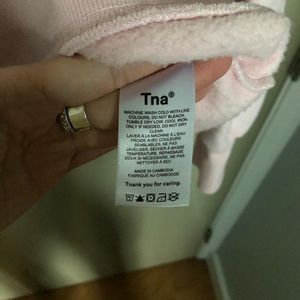 Tna®
MACHINE WASH COLD WITH LIKE
COLOURS. DO NOT BLEACH.
TUMBLE DRY LOW. COOL IRON
ONLY IF NEEDED. DO NOT DRY
CLEAN.
LAVER À LA MACHINE À L'EAU
FROIDE AVEC COULEURS
SEMBLABLES. NE PAS
JAVELISER. SÉCHER À BASSE
TEMPÉRATURE. REPASSAGE
DOUX SI NÉCESSAIRE. NE PAS
NETTOYER À SEC.
MADE IN CAMBODIA
FABRIQUÉ AU CAMBODGE
Thank you for caring.